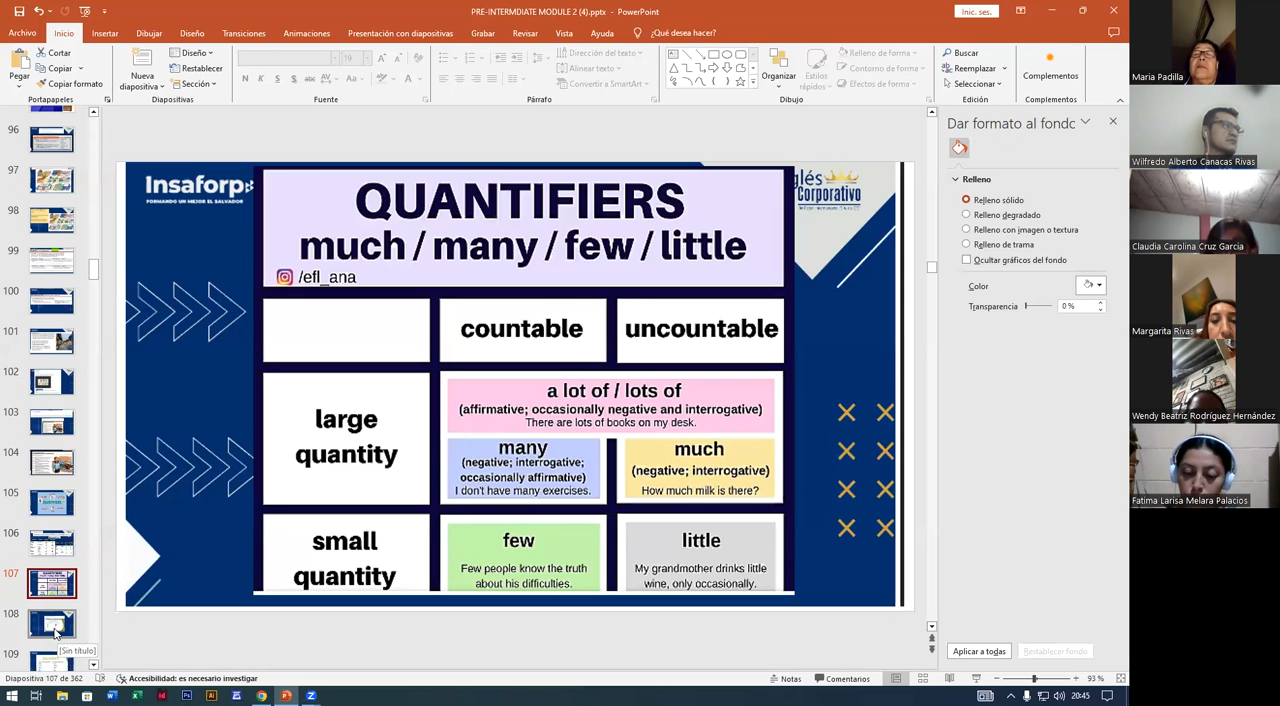 PRE-INTERMDIATE MODULE 2 (4).pptx - PowerPoint
Inic. ses.
Archivo Inicio Insertar Dibujar Diseño Transiciones Animaciones Presentación con diapositivas Grabar Revisar Vista Ayuda ¿Qué desea hacer?
Pegar
Cortar
Copiar
Copiar formato
Portapapeles
Nueva diapositiva
Diseño
Restablecer
Sección
Diapositivas
19
N K S S abc AV Aa A
Fuente
Dirección del texto
Alinear texto
Convertir a SmartArt
Párrafo
Organizar
Estilos rápidos
Relleno de forma
Contorno de forma
Efectos de forma
Dibujo
Buscar
Reemplazar
Seleccionar
Edición
Complementos
Complementos
96
97
98
99
100
101
102
103
104
105
106
107
108
109
[Sin título]
Insaforp
FORMANDO UN MEJOR EL SALVADOR
glés
Corporativo
QUANTIFIERS
much / many / few / little
/efl_ana
countable uncountable
large quantity
a lot of / lots of
(affirmative; occasionally negative and interrogative)
There are lots of books on my desk.
many
(negative; interrogative;
occasionally affirmative)
I don't have many exercises.
much
(negative; interrogative)
How much milk is there?
small quantity
few
Few people know the truth
about his difficulties.
little
My grandmother drinks little
wine, only occasionally.
Dar formato al fondc
Relleno
Relleno sólido
Relleno degradado
Relleno con imagen o textura
Relleno de trama
Ocultar gráficos del fondo
Color
Transparencia 0 %
Aplicar a todas Restablecer fondo
Maria Padilla
Wilfredo Alberto Canacas Rivas
Claudia Carolina Cruz Garcia
Margarita Rivas
Wendy Beatriz Rodríguez Hernández
Fatima Larissa Melara Palacios
Diapositiva 107 de 362 Accesibilidad: es necesario investigar Notas Comentarios 93 %
20:45